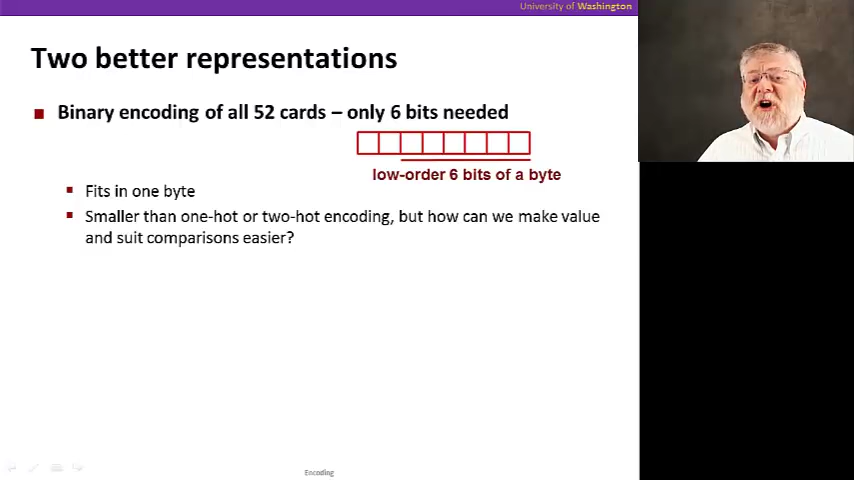 University of Washington
Two better representations
Binary encoding of all 52 cards – only 6 bits needed
low-order 6 bits of a byte
Fits in one byte
Smaller than one-hot or two-hot encoding, but how can we make value
and suit comparisons easier?
Encoding